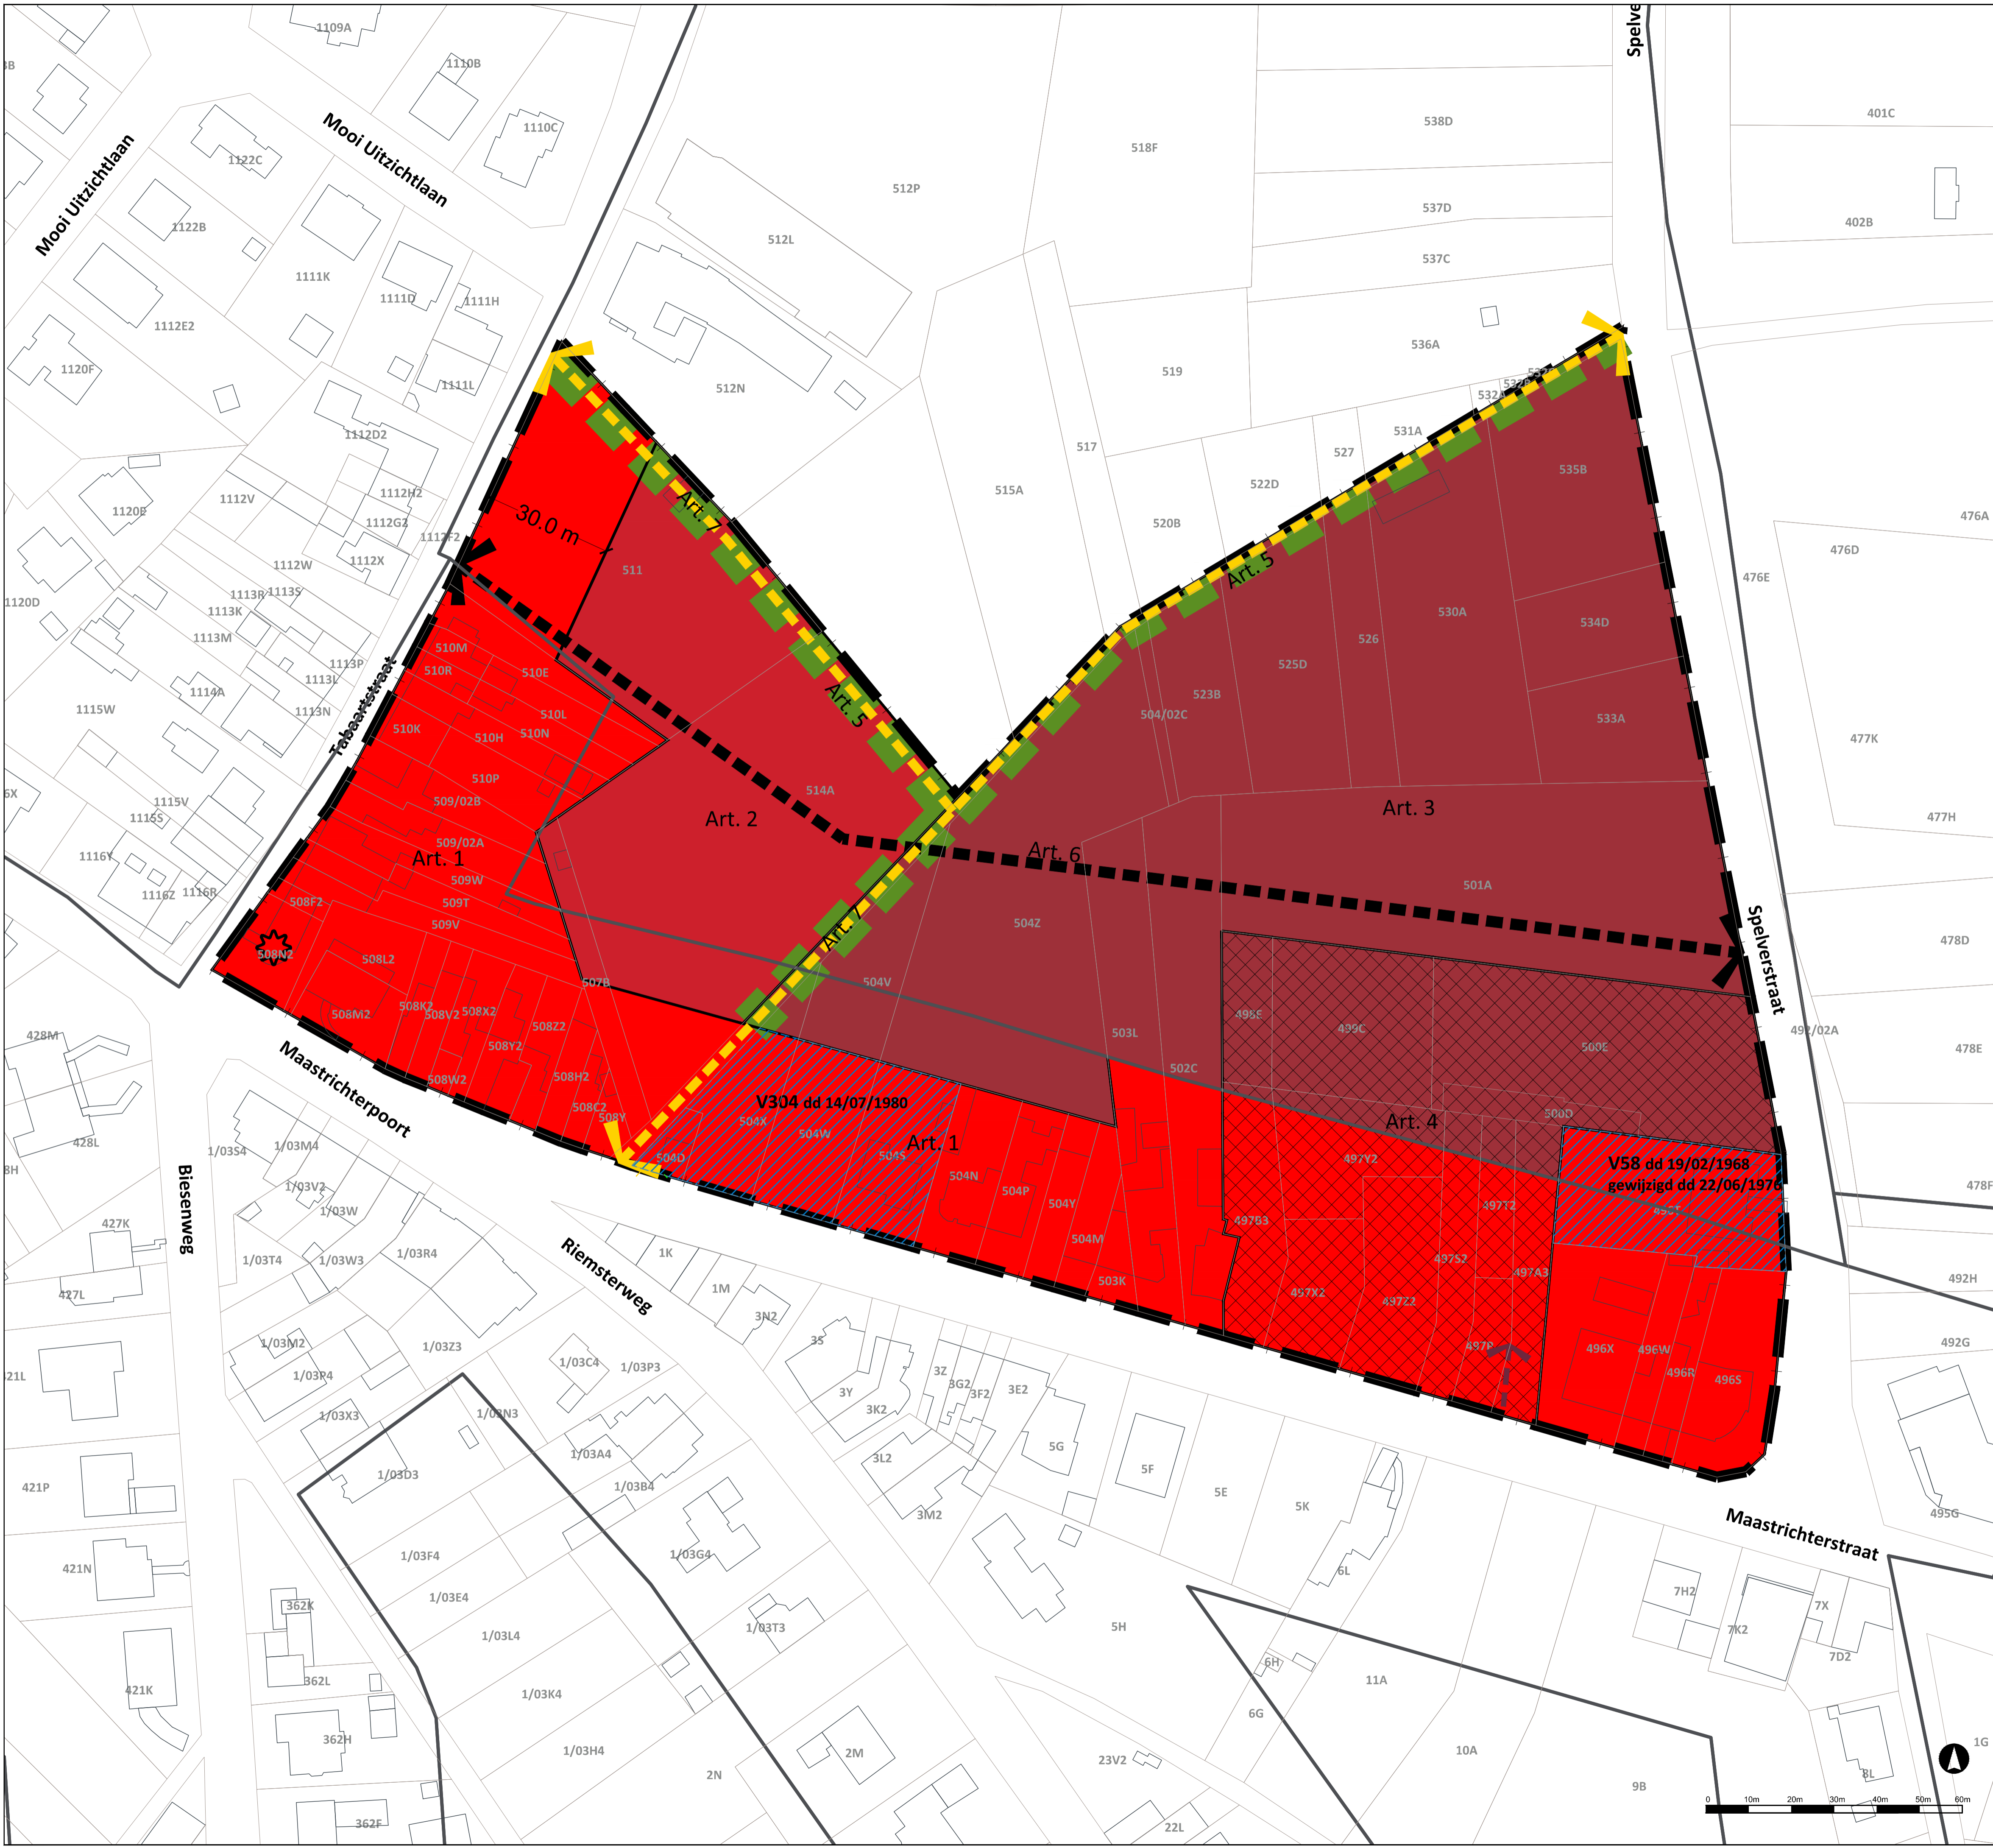 Spelve
1109A
3B
1110B
1110C
401C
538D
Mooi Uitzichtlaan
518F
1122C
Mooi Uitzichtlaan
512P
537D
402B
1122B
512L
537C
1111K
1111D
1111H
1112E2
536A
1120F
519
1111L
512N
532A
531A
1112D2
517
527
535B
522D
515A
1112V
1112H2
Art. 7
1120E
1112G2
30.0 m
520B
476A
1112F2
476D
1112X
1112W
511
Art. 5
476E
1120D
1113R
1113S
1113K
530A
1113M
534D
526
510M
1113P
525D
510R
510E
1113L
1114A
Art. 5
523B
1115W
1113N
504/02C
510L
533A
510K
510N
510H
477K
Tabaartstraat
510P
514A
6X
1115V
509/02B
Art. 3
1115S
Art. 2
477H
509/02A
Art. 6
1116Y
Art. 1
509W
501A
1116Z
1116R
508F2
509T
504Z
509V
Art. 7
478D
508N2
508L2
Spelverstraat
507B
504V
508K2
508X2
508M2
508V2
498E
499C
492/02A
508Z2
428M
503L
500E
478E
508Y2
502C
Maastrichterpoort
508W2
508H2
508C2
V304 dd 14/07/1980
500D
508Y
504X
Art. 4
504W
428L
Art. 1
1/03S4
1/03M4
504D
504S
497Y2
V58 dd 19/02/1968
8H
504N
gewijzigd dd 22/06/1976
1/03V2
504P
478F
504Y
497T2
1/03W
427K
497B3
Biesenweg
504M
1K
1/03R4
1/03T4
1/03W3
497S2
497A3
Riemsterweg
1M
503K
492H
427L
497X2
497Z2
3N2
3S
1/03M2
1/03Z3
497P
492G
496X
496W
1/03C4
1/03P3
3Z
496R
421L
1/03P4
3G2
496S
3Y
3F2
3E2
3K2
1/03X3
1/03N3
5G
1/03A4
3L2
1/03D3
5F
421P
1/03B4
5E
5K
3M2
495G
Maastrichterstraat
1/03F4
1/03G4
421N
6L
7H2
1/03E4
362K
7X
5H
1/03T3
7K2
1/03L4
7D2
6H
362L
11A
421K
1/03K4
6G
362H
1/03H4
2M
10A
1G
23V2
2N
8L
9B
0 10m 20m 30m 40m 50m 60m
362F
22L